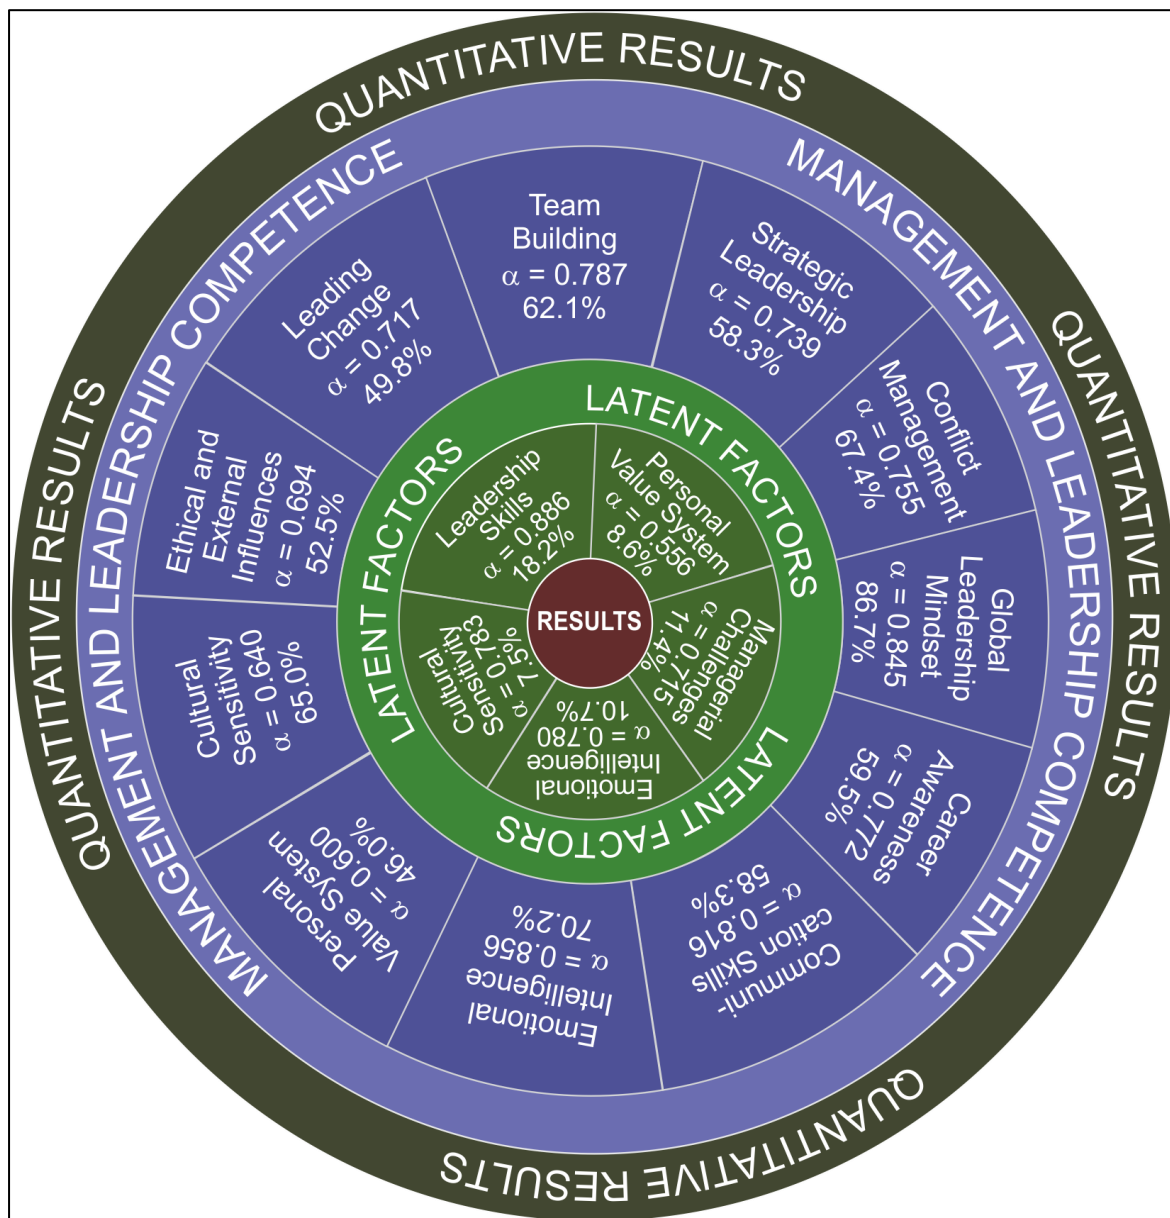 QUANTITATIVE RESULTS
QUANTITATIVE RESULTS
QUANTITATIVE RESULTS
QUANTITATIVE RESULTS
MANAGEMENT AND LEADERSHIP COMPETENCE
MANAGEMENT AND LEADERSHIP COMPETENCE
Team
Building
α = 0.787
62.1%
Strategic
Leadership
α = 0.739
58.3%
Conflict
Management
α = 0.755
67.4%
Global
Leadership
Mindset
α = 0.845
86.7%
Career
Awareness
α = 0.772
59.5%
Communi-
cation Skills
α = 0.816
58.3%
Emotional
Intelligence
α = 0.856
70.2%
Personal
Value System
α = 0.600
46.0%
Cultural
Sensitivity
α = 0.640
65.0%
Ethical and
External
Influences
α = 0.694
52.5%
Leading
Change
α = 0.717
49.8%
LATENT FACTORS
LATENT FACTORS
LATENT FACTORS
Personal
Value System
α = 0.556
8.6%
Managerial
Challenges
α = 0.715
11.4%
Emotional
Intelligence
α = 0.780
10.7%
Cultural
Sensitivity
α = 0.783
7.5%
Leadership
Skills
α = 0.886
18.2%
RESULTS